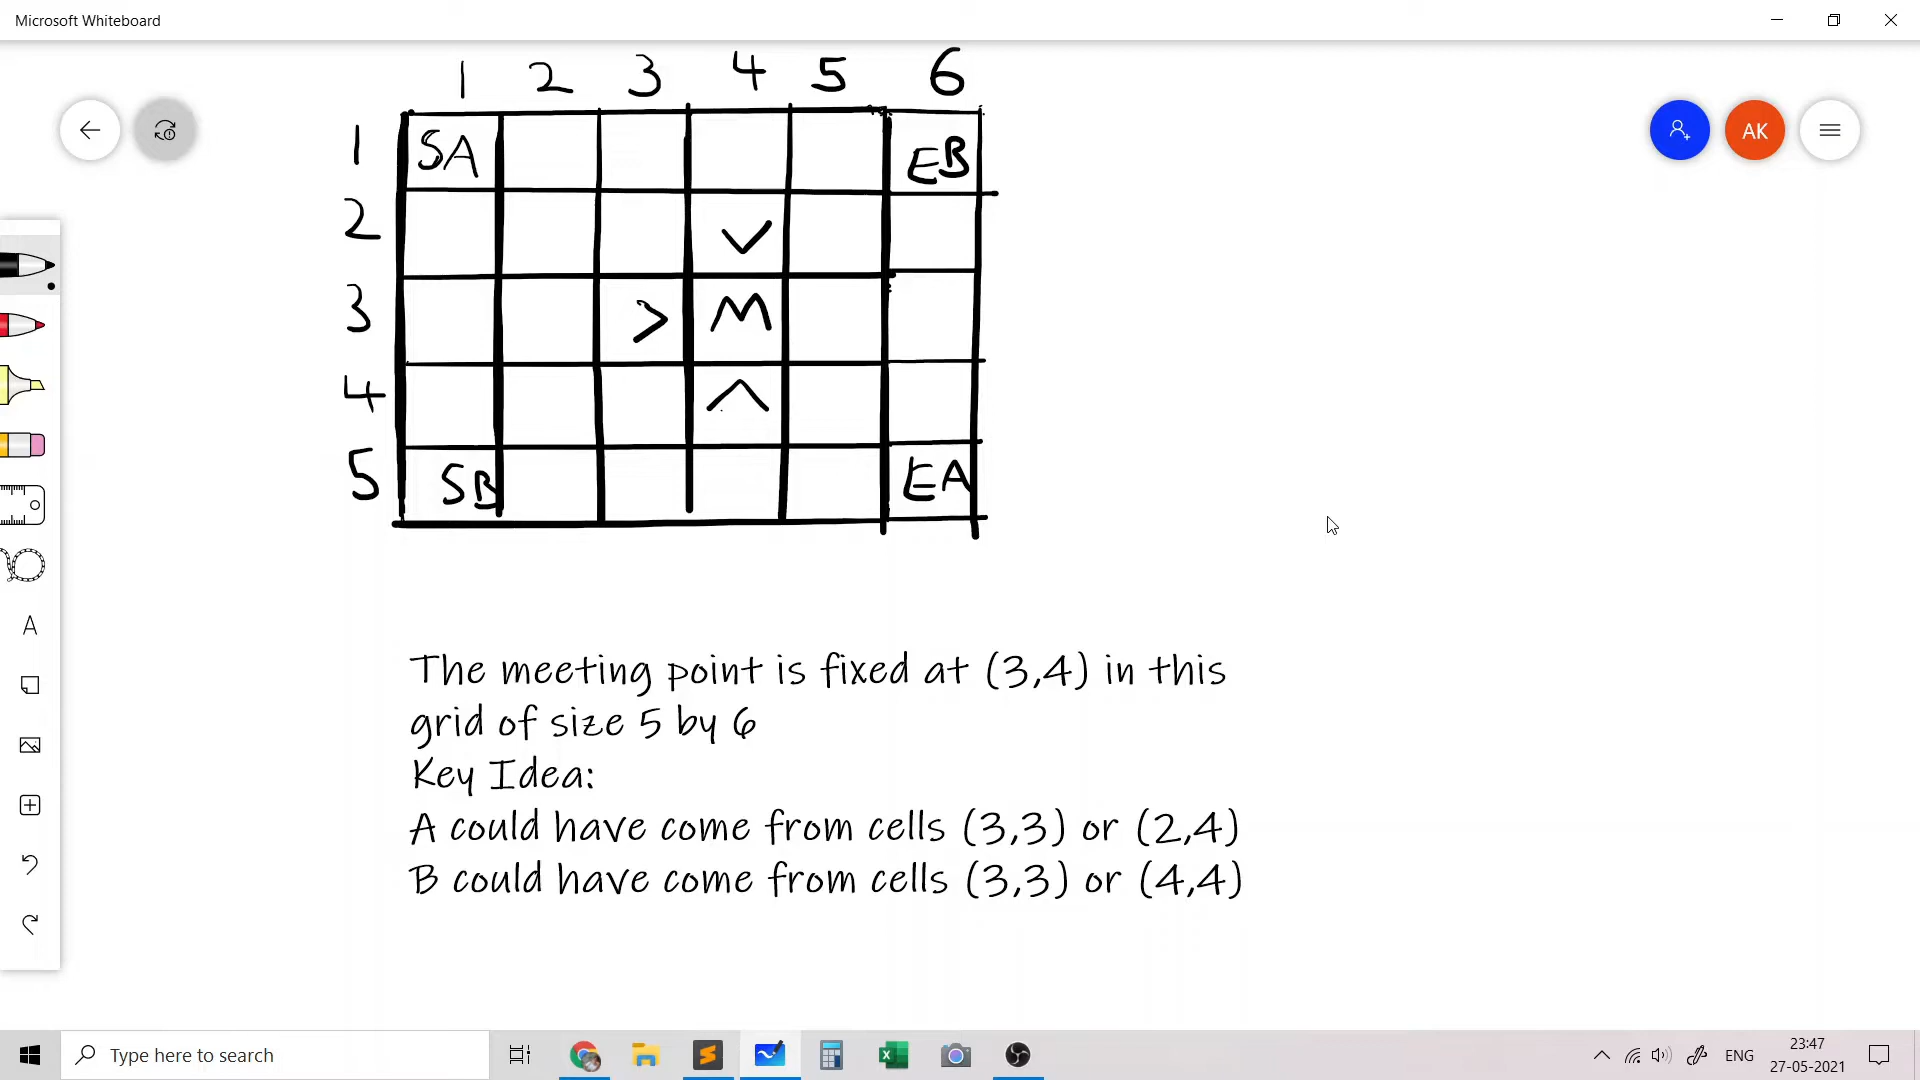 Microsoft Whiteboard
1 2 3 4 5 6
1 SA EB
2
3 > M
4
5 SB EA
AK
A
The meeting point is fixed at (3,4) in this
grid of size 5 by 6
Key Idea:
A could have come from cells (3,3) or (2,4)
B could have come from cells (3,3) or (4,4)
Type here to search
ENG
23:47
27-05-2021